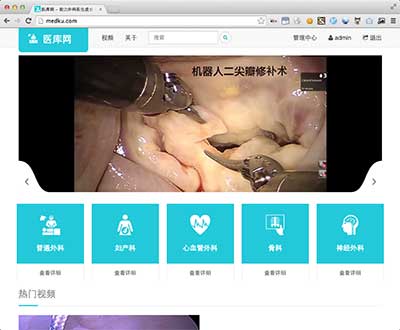 医库网 - 致力外科医生成长
medku.com
医库网
视频
关于
搜索
管理中心
admin
退出
机器人二尖瓣修补术
普通外科
妇产科
心血管外科
骨科
神经外科
查看详细
查看详细
查看详细
查看详细
查看详细
热门视频